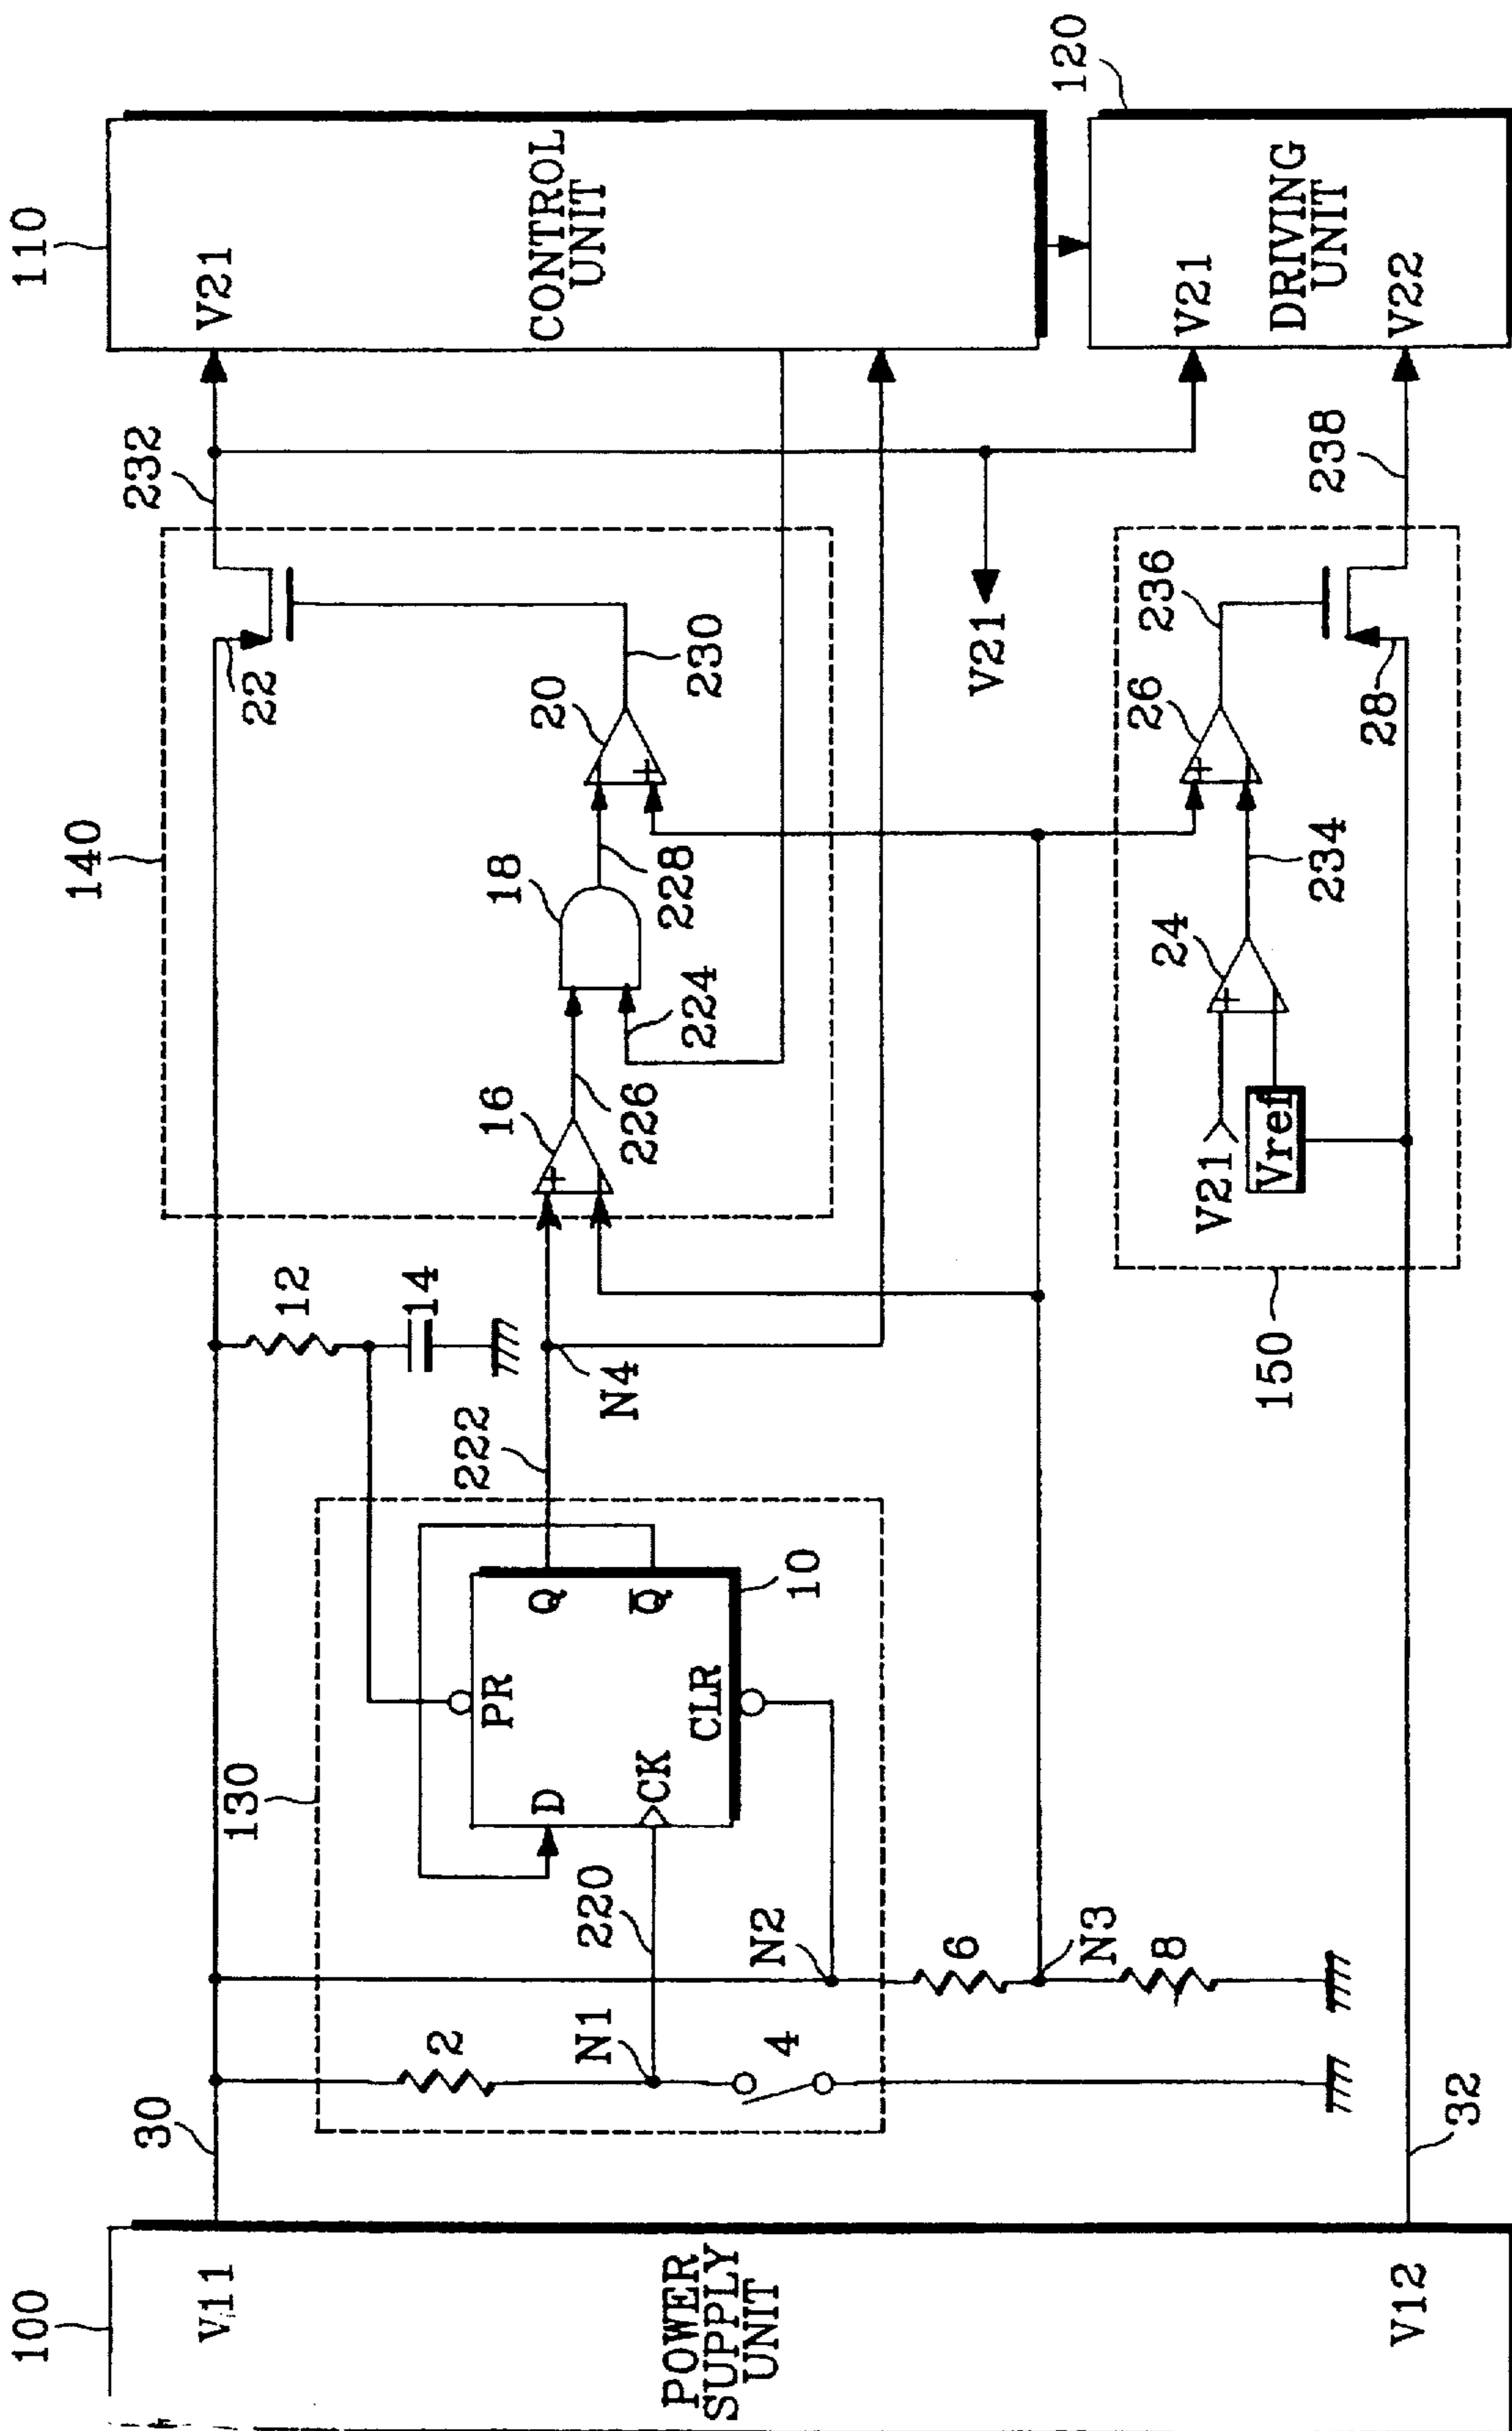 100
POWER
SUPPLY
UNIT
V11
V12
30
32
130
2
N1
4
220
N2
6
N3
8
D
CK
PR
CLR
Q
Q̅
10
222
N4
12
14
140
16
226
224
18
228
20
230
22
232
150
V21
Vref
24
234
26
236
28
238
V21
110
V21
CONTROL
UNIT
120
V21
DRIVING
UNIT
V22